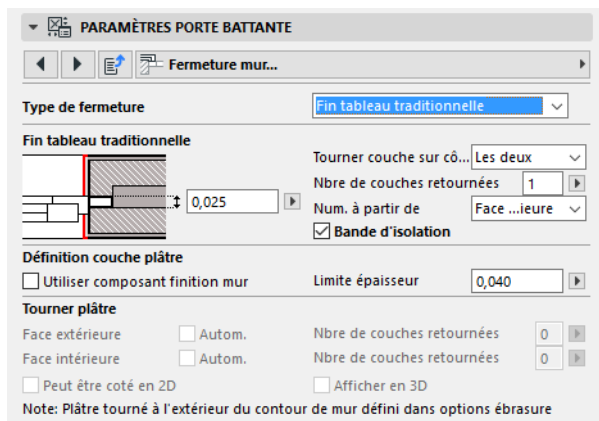 PARAMÈTRES PORTE BATTANTE
Fermeture mur...
Type de fermeture Fin tableau traditionnelle
Fin tableau traditionnelle
Tourner couche sur cô... Les deux
Nbre de couches retournées 1
0,025 Num. à partir de Face ...ieure
Bande d'isolation
Définition couche plâtre
Utiliser composant finition mur Limite épaisseur 0,040
Tourner plâtre
Face extérieure Autom. Nbre de couches retournées 0
Face intérieure Autom. Nbre de couches retournées 0
Peut être coté en 2D Afficher en 3D
Note: Plâtre tourné à l'extérieur du contour de mur défini dans options ébrasure